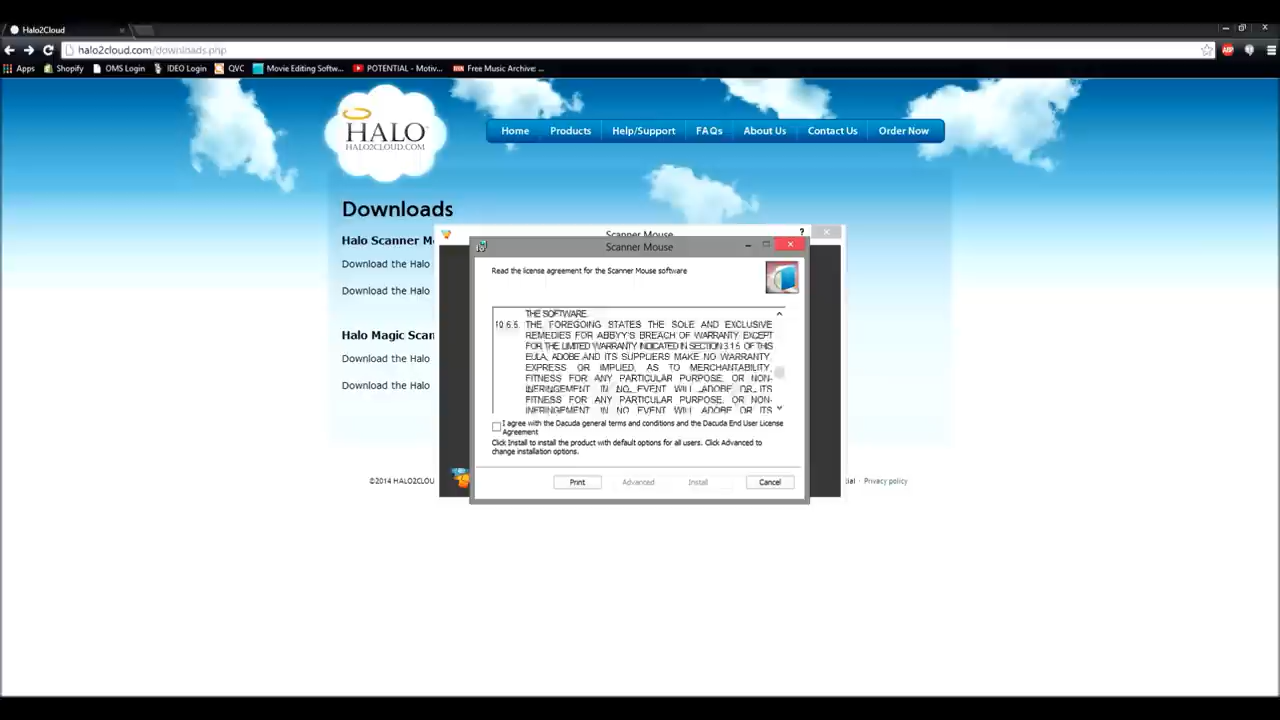 Halo2Cloud
halo2cloud.com/downloads.php
Apps Shopify OMS Login IDEO Login QVC Movie Editing Softw... POTENTIAL - Motiv... Free Music Archive: ...
HALO
HALO2CLOUD.COM
Home Products Help/Support FAQs About Us Contact Us Order Now
Downloads
Halo Scanner M
Download the Halo
Download the Halo
Halo Magic Scan
Download the Halo
Download the Halo
©2014 HALO2CLOU
ial · Privacy policy
Scanner Mouse
?
Scanner Mouse
Read the license agreement for the Scanner Mouse software
THE SOFTWARE.
10.6.5. THE FOREGOING STATES THE SOLE AND EXCLUSIVE
REMEDIES FOR ABBYY'S BREACH OF WARRANTY EXCEPT
FOR THE LIMITED WARRANTY INDICATED IN SECTION 3.1.5 OF THIS
EULA, ADOBE AND ITS SUPPLIERS MAKE NO WARRANTY,
EXPRESS OR IMPLIED, AS TO MERCHANTABILITY,
FITNESS FOR ANY PARTICULAR PURPOSE, OR NON-
INFRINGEMENT. IN NO EVENT WILL ADOBE OR ITS
FITNESS FOR ANY PARTICULAR PURPOSE, OR NON-
INFRINGEMENT. IN NO EVENT WILL ADOBE OR ITS
I agree with the Dacuda general terms and conditions and the Dacuda End User License
Agreement
Click Install to install the product with default options for all users. Click Advanced to
change installation options.
Print Advanced Install Cancel